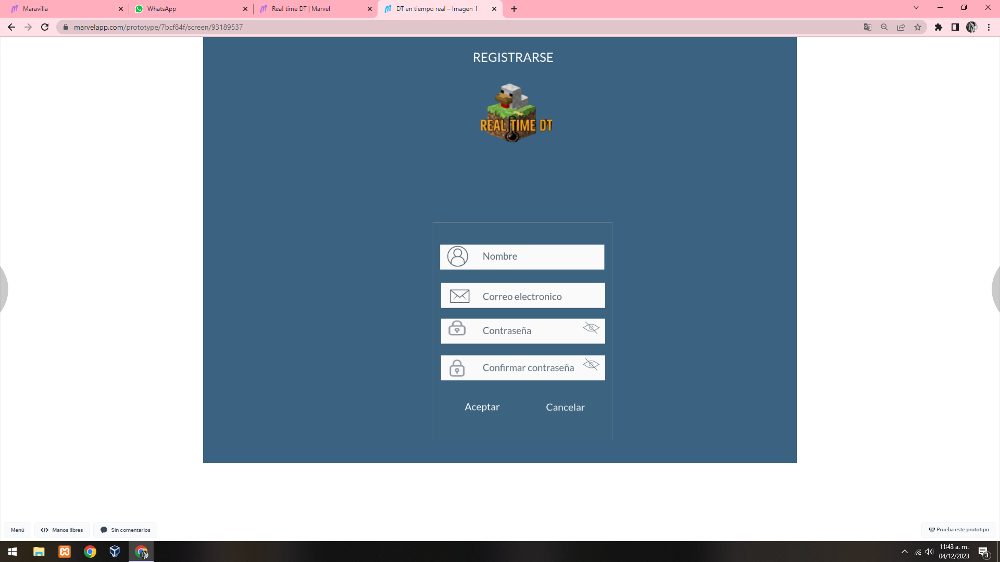 Maravilla
WhatsApp
Real time DT | Marvel
DT en tiempo real – Imagen 1
marvelapp.com/prototype/7bcf84f/screen/93189537
REGISTRARSE
REAL TIME DT
Nombre
Correo electronico
Contraseña
Confirmar contraseña
Aceptar
Cancelar
Menú
Manos libres
Sin comentarios
Prueba este prototipo
11:43 a. m.
04/12/2023
3